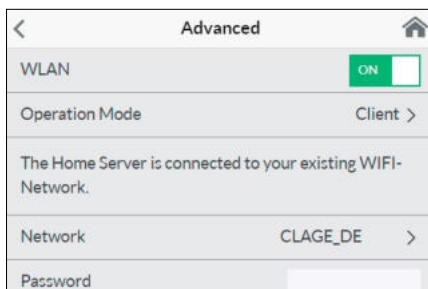 Advanced
WLAN ON
Operation Mode Client >
The Home Server is connected to your existing WIFI-
Network.
Network CLAGE_DE >
Password